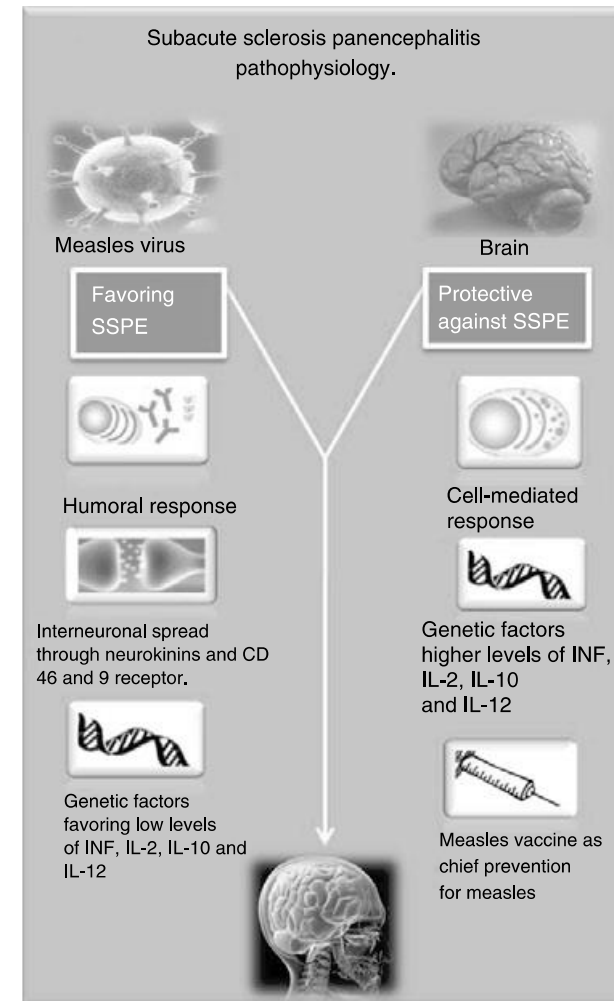 Subacute sclerosis panencephalitis
pathophysiology.
Measles virus
Favoring
SSPE
Humoral response
Interneuronal spread
through neurokinins and CD
46 and 9 receptor.
Genetic factors
favoring low levels
of INF, IL-2, IL-10 and
IL-12
Brain
Protective
against SSPE
Cell-mediated
response
Genetic factors
higher levels of INF,
IL-2, IL-10
and IL-12
Measles vaccine as
chief prevention
for measles